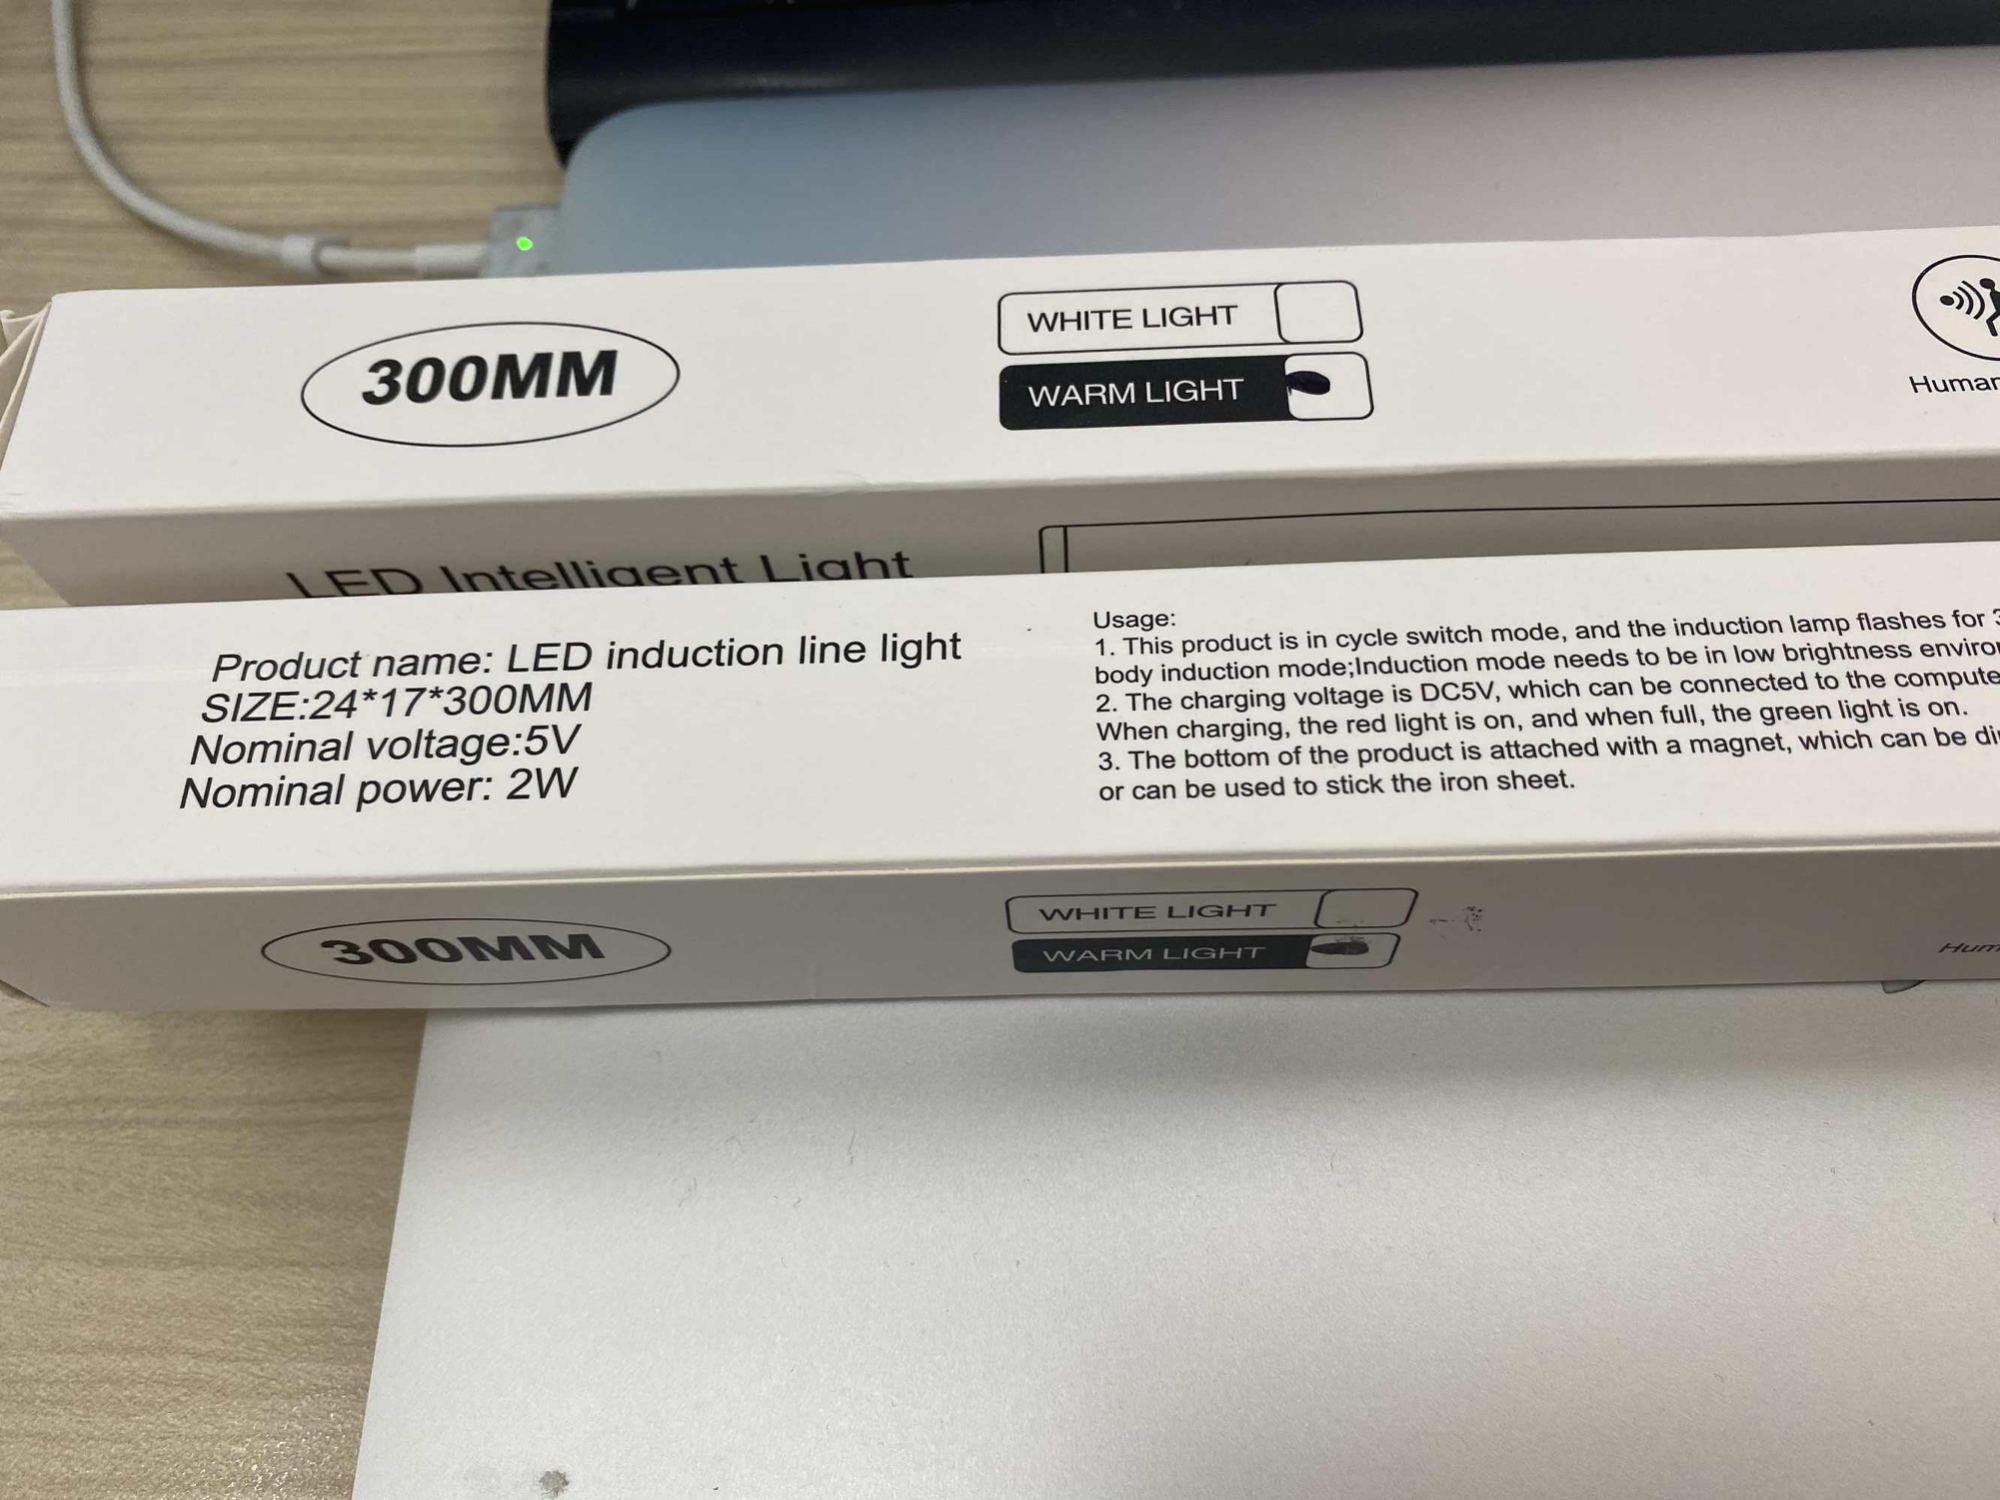 300MM
WHITE LIGHT
WARM LIGHT
LED Intelligent Light
Product name: LED induction line light
SIZE:24*17*300MM
Nominal voltage:5V
Nominal power: 2W
Usage:
1. This product is in cycle switch mode, and the induction lamp flashes for
body induction mode;Induction mode needs to be in low brightness
2. The charging voltage is DC5V, which can be connected to the
When charging, the red light is on, and when full, the green light is on.
3. The bottom of the product is attached with a magnet, which can be
or can be used to stick the iron sheet.
300MM
WHITE LIGHT
WARM LIGHT